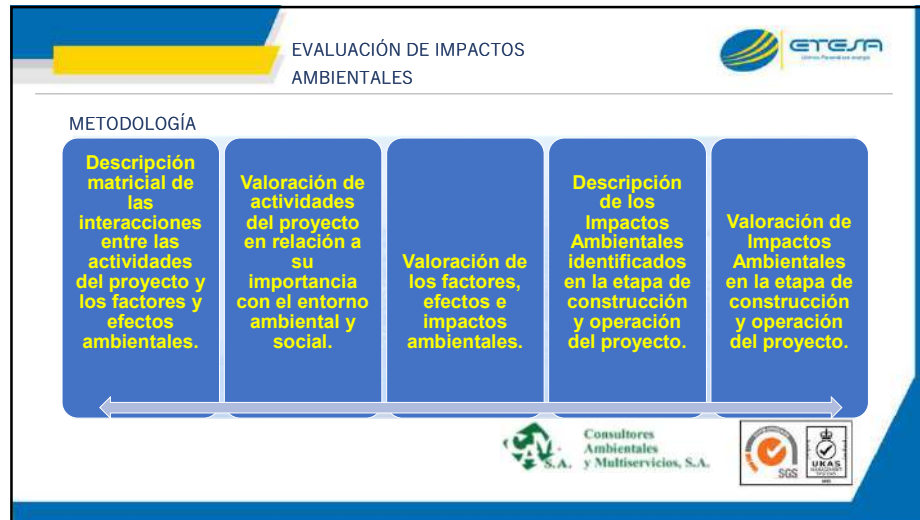 EVALUACIÓN DE IMPACTOS
AMBIENTALES
ETESA
METODOLOGÍA
Descripción
matricial de
las
interacciones
entre las
actividades
del proyecto y
los factores y
efectos
ambientales.
Valoración de
actividades
del proyecto
en relación a
su
importancia
con el entorno
ambiental y
social.
Valoración de
los factores,
efectos e
impactos
ambientales.
Descripción
de los
Impactos
Ambientales
identificados
en la etapa de
construcción
y operación
del proyecto.
Valoración de
Impactos
Ambientales
en la etapa de
construcción
y operación
del proyecto.
S.A.
Consultores
Ambientales
y Multiservicios, S.A.
SGS
UKAS